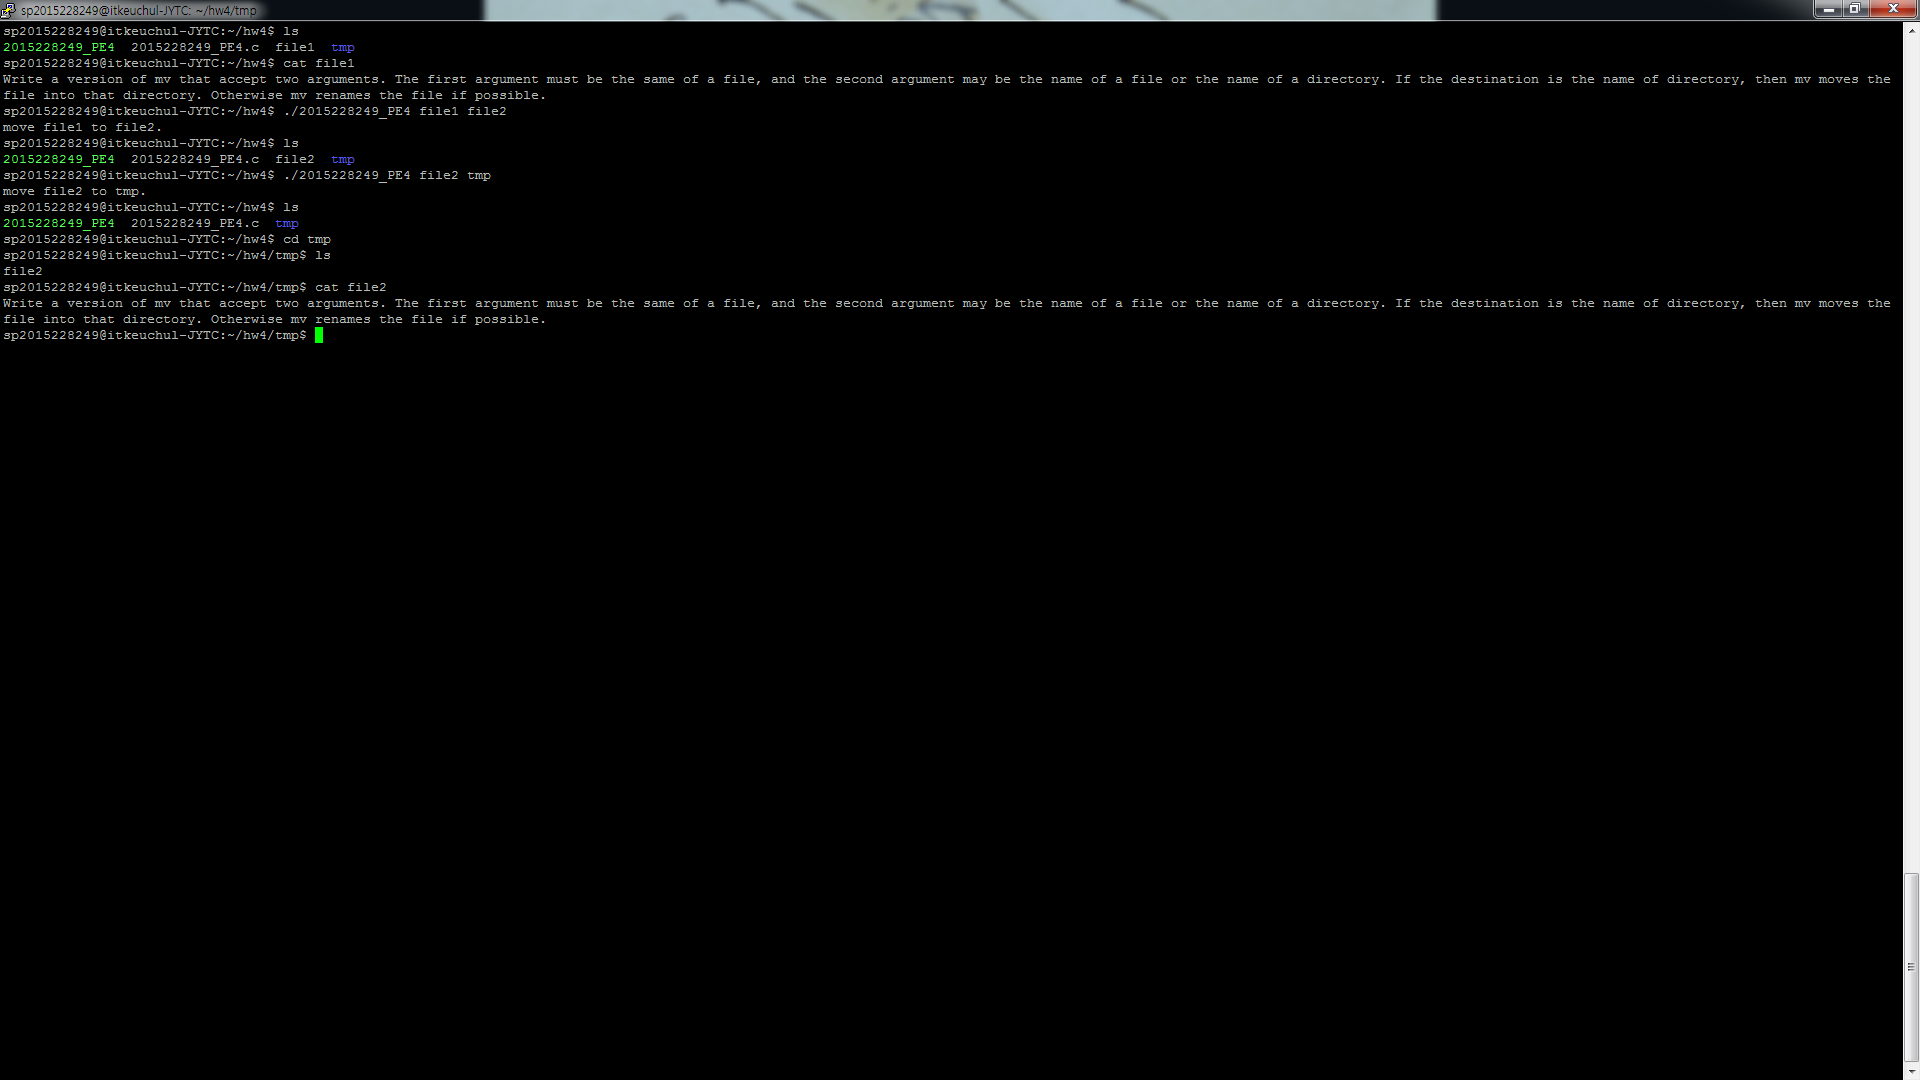 sp2015228249@itkeuchul-JYTC: ~/hw4/tmp
sp2015228249@itkeuchul-JYTC:~/hw4$ ls
2015228249_PE4  2015228249_PE4.c  file1  tmp
sp2015228249@itkeuchul-JYTC:~/hw4$ cat file1
Write a version of mv that accept two arguments. The first argument must be the same of a file, and the second argument may be the name of a file or the name of a directory. If the destination is the name of directory, then mv moves the
file into that directory. Otherwise mv renames the file if possible.
sp2015228249@itkeuchul-JYTC:~/hw4$ ./2015228249_PE4 file1 file2
move file1 to file2.
sp2015228249@itkeuchul-JYTC:~/hw4$ ls
2015228249_PE4  2015228249_PE4.c  file2  tmp
sp2015228249@itkeuchul-JYTC:~/hw4$ ./2015228249_PE4 file2 tmp
move file2 to tmp.
sp2015228249@itkeuchul-JYTC:~/hw4$ ls
2015228249_PE4  2015228249_PE4.c  tmp
sp2015228249@itkeuchul-JYTC:~/hw4$ cd tmp
sp2015228249@itkeuchul-JYTC:~/hw4/tmp$ ls
file2
sp2015228249@itkeuchul-JYTC:~/hw4/tmp$ cat file2
Write a version of mv that accept two arguments. The first argument must be the same of a file, and the second argument may be the name of a file or the name of a directory. If the destination is the name of directory, then mv moves the
file into that directory. Otherwise mv renames the file if possible.
sp2015228249@itkeuchul-JYTC:~/hw4/tmp$